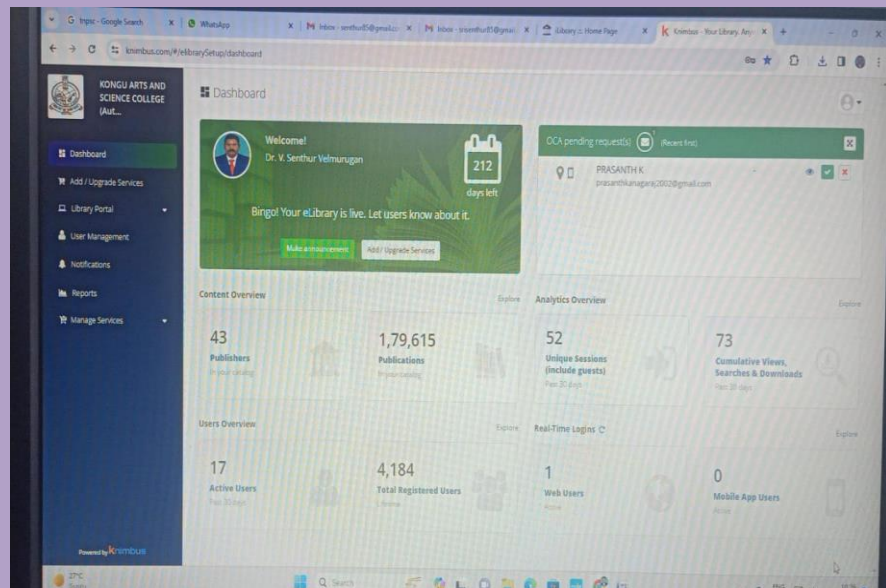 tnpsc - Google Search
WhatsApp
knimbus.com/#/elibrarySetup/dashboard
KONGU ARTS AND
SCIENCE COLLEGE
(Aut...
Dashboard
Add / Upgrade Services
Library Portal
User Management
Notifications
Reports
Manage Services
Powered by Knimbus
Dashboard
Welcome!
Dr. V. Senthur Velmurugan
212
days left
Bingo! Your eLibrary is live. Let users know about it.
Make announcement
Add / Upgrade Services
OCA pending request(s)
(Recent first)
PRASANTH K
prasanthkanagaraj2002@gmail.com
Content Overview
Explore
43
Publishers
In your catalog
1,79,615
Publications
In your catalog
Analytics Overview
Explore
52
Unique Sessions
(include guests)
Past 30 days
73
Cumulative Views,
Searches & Downloads
Past 30 days
Users Overview
Explore
17
Active Users
Past 30 days
4,184
Total Registered Users
Lifetime
Real-Time Logins
Explore
1
Web Users
Active
0
Mobile App Users
Active
27°C
Search